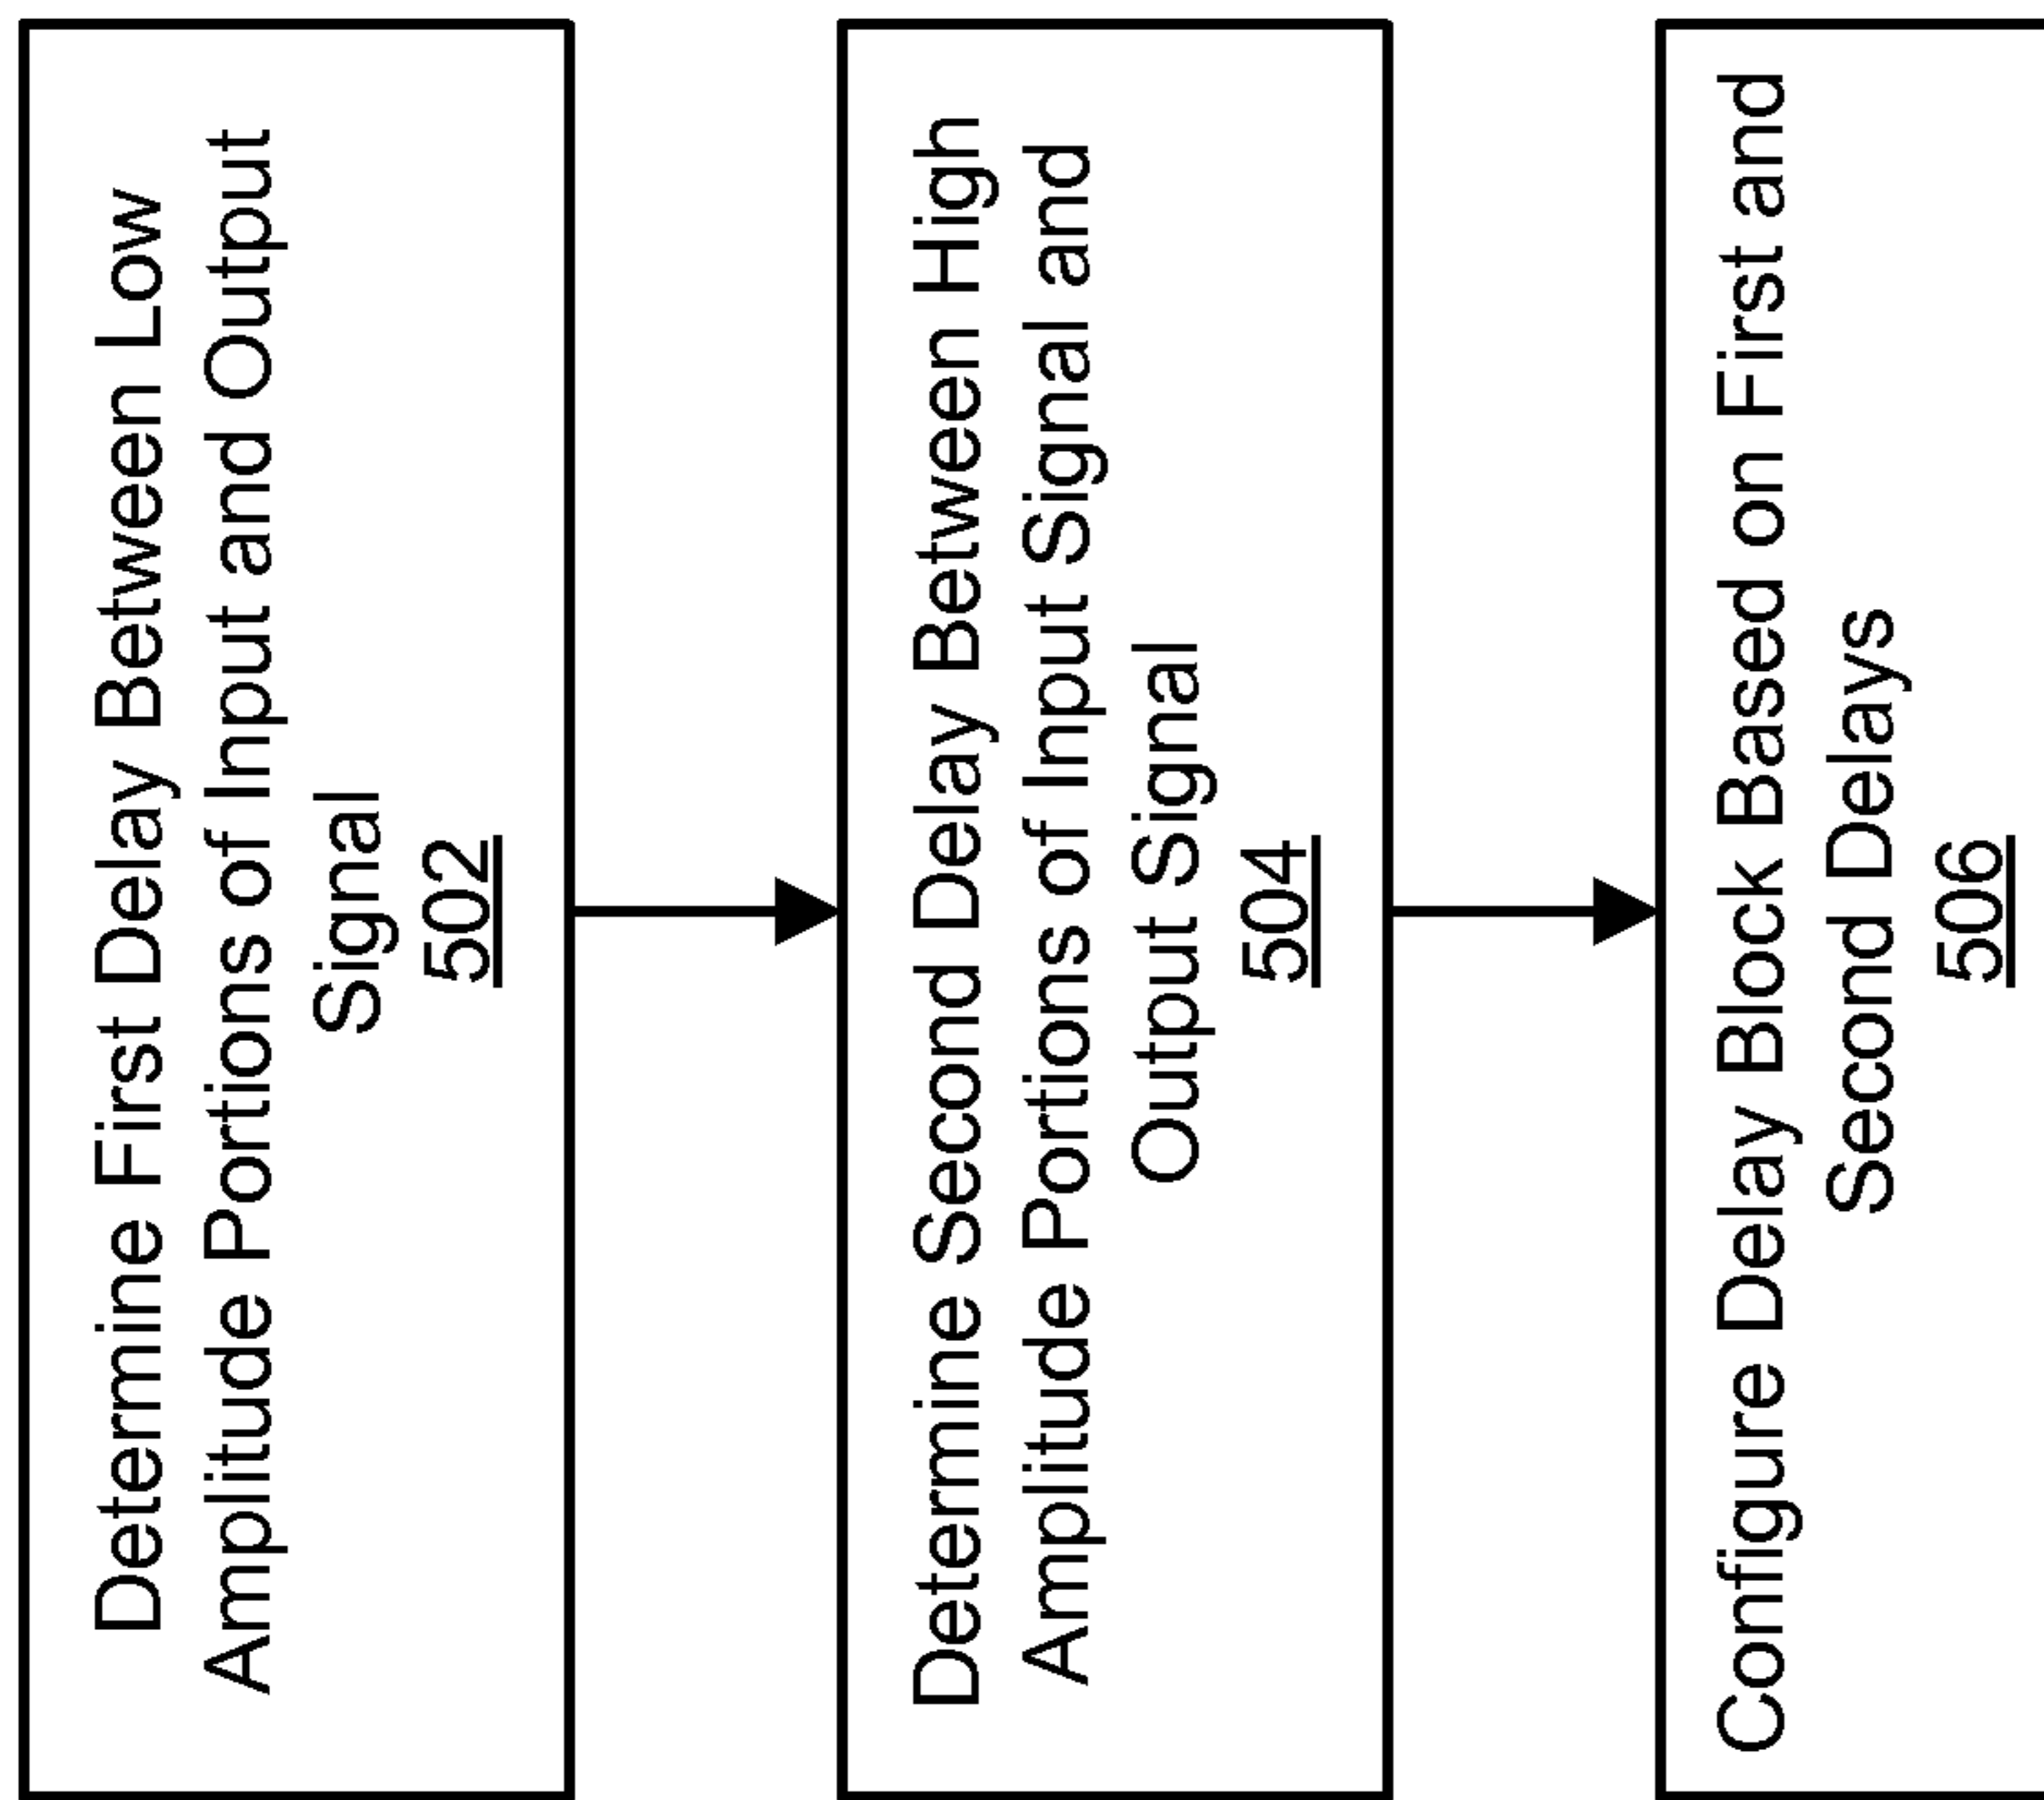 Determine First Delay Between Low
Amplitude Portions of Input and Output
Signal
502
Determine Second Delay Between High
Amplitude Portions of Input Signal and
Output Signal
504
Configure Delay Block Based on First and
Second Delays
506